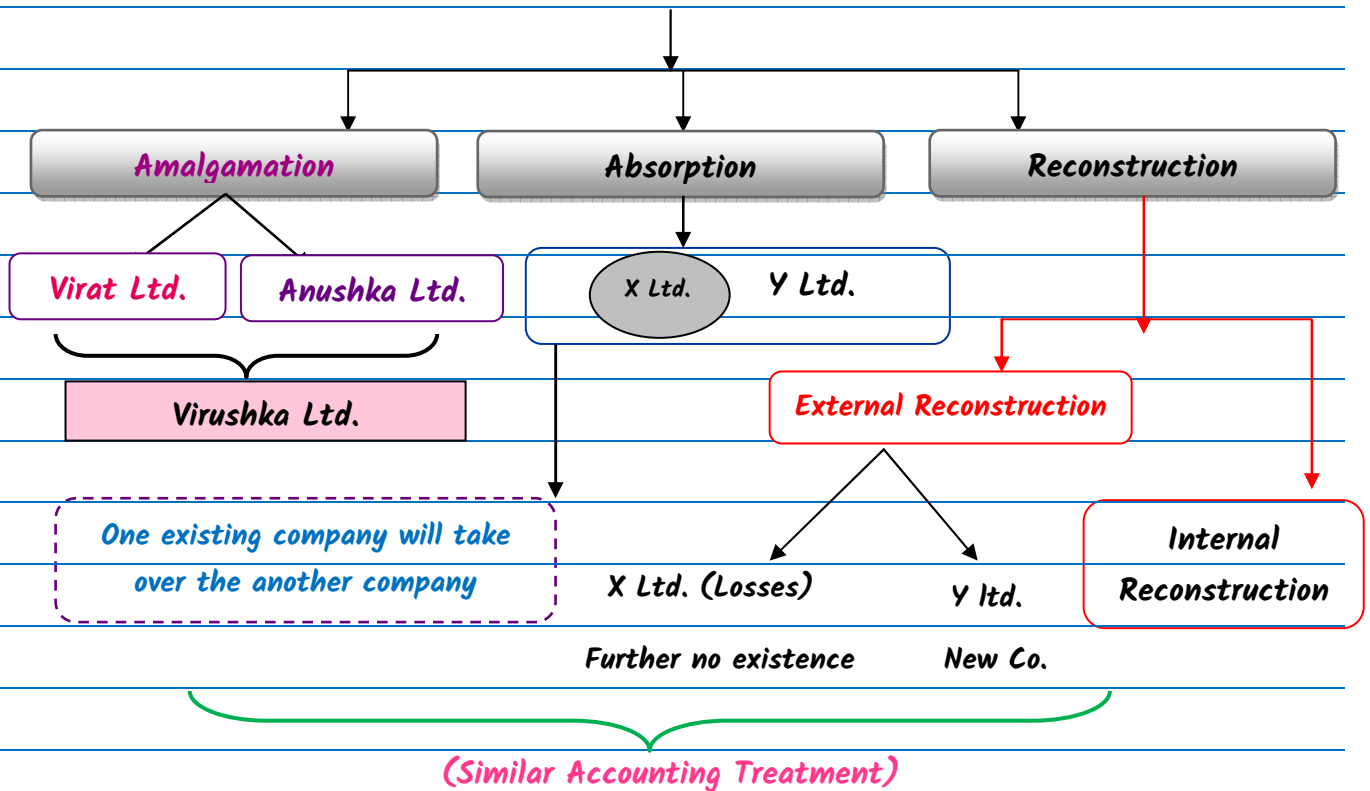 Amalgamation
Absorption
Reconstruction
Virat Ltd.
Anushka Ltd.
X Ltd.
Y Ltd.
Virushka Ltd.
External Reconstruction
One existing company will take
over the another company
X Ltd. (Losses)
Y ltd.
Internal
Reconstruction
Further no existence
New Co.
(Similar Accounting Treatment)